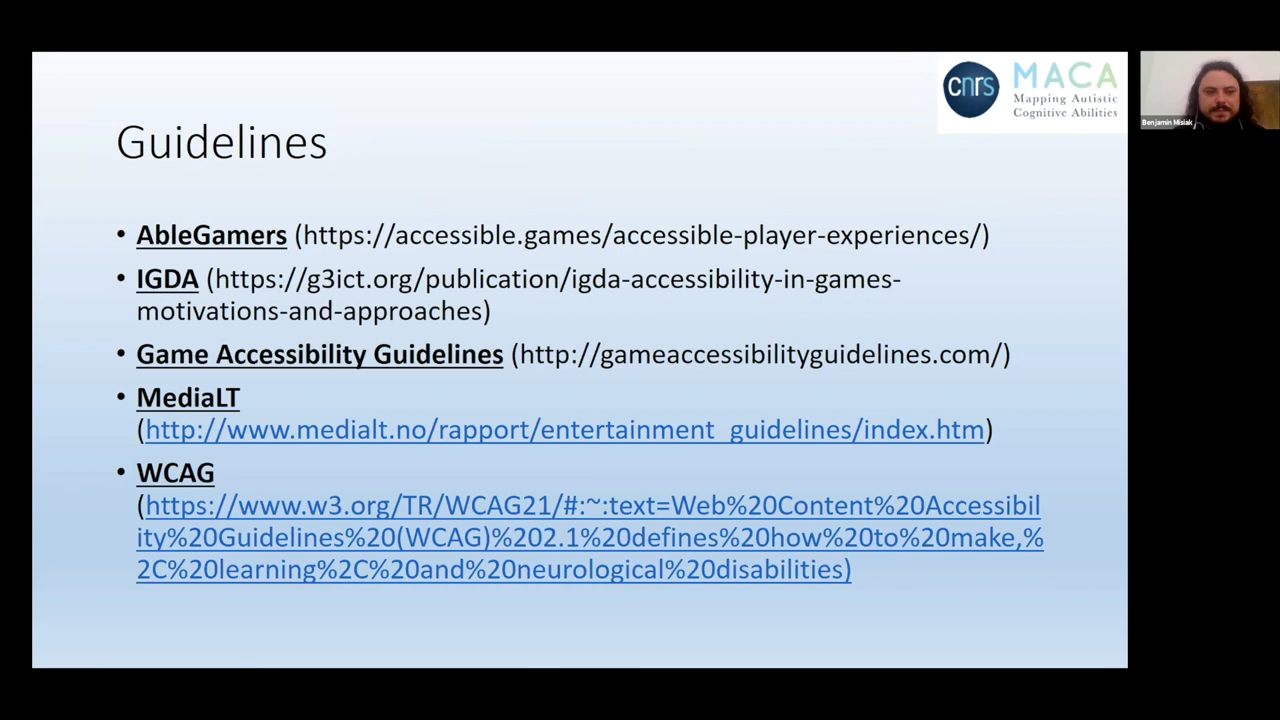 cnrs
MACA
Mapping Autistic
Cognitive Abilities
Benjamin Misiak
Guidelines
• AbleGamers (https://accessible.games/accessible-player-experiences/)
• IGDA (https://g3ict.org/publication/igda-accessibility-in-games-
motivations-and-approaches)
• Game Accessibility Guidelines (http://gameaccessibilityguidelines.com/)
• MediaLT
(http://www.medialt.no/rapport/entertainment_guidelines/index.htm)
• WCAG
(https://www.w3.org/TR/WCAG21/#:~:text=Web%20Content%20Accessibil
ity%20Guidelines%20(WCAG)%202.1%20defines%20how%20to%20make,%
2C%20learning%2C%20and%20neurological%20disabilities)